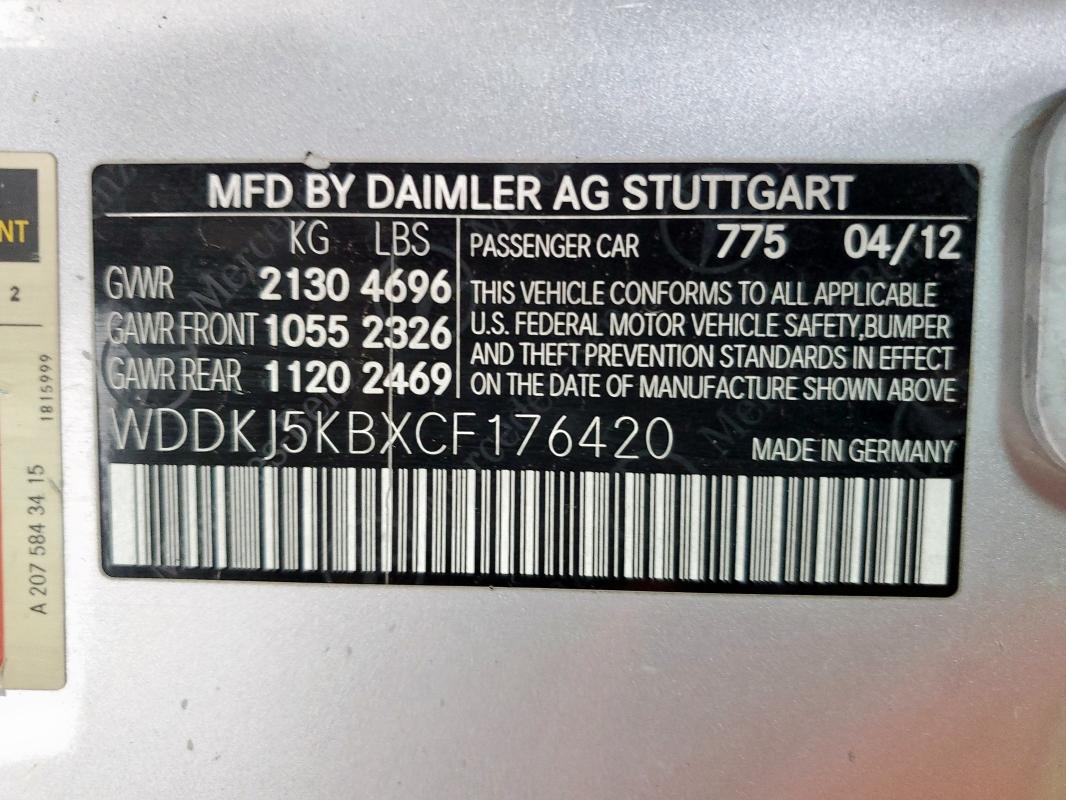 MFD BY DAIMLER AG STUTTGART
KG LBS
GVWR 2130 4696
GAWR FRONT 1055 2326
GAWR REAR 1120 2469
PASSENGER CAR 775 04/12
THIS VEHICLE CONFORMS TO ALL APPLICABLE
U.S. FEDERAL MOTOR VEHICLE SAFETY,BUMPER
AND THEFT PREVENTION STANDARDS IN EFFECT
ON THE DATE OF MANUFACTURE SHOWN ABOVE
WDDKJ5KBXCF176420
MADE IN GERMANY
NT
2
1815999
A 207 584 34 15